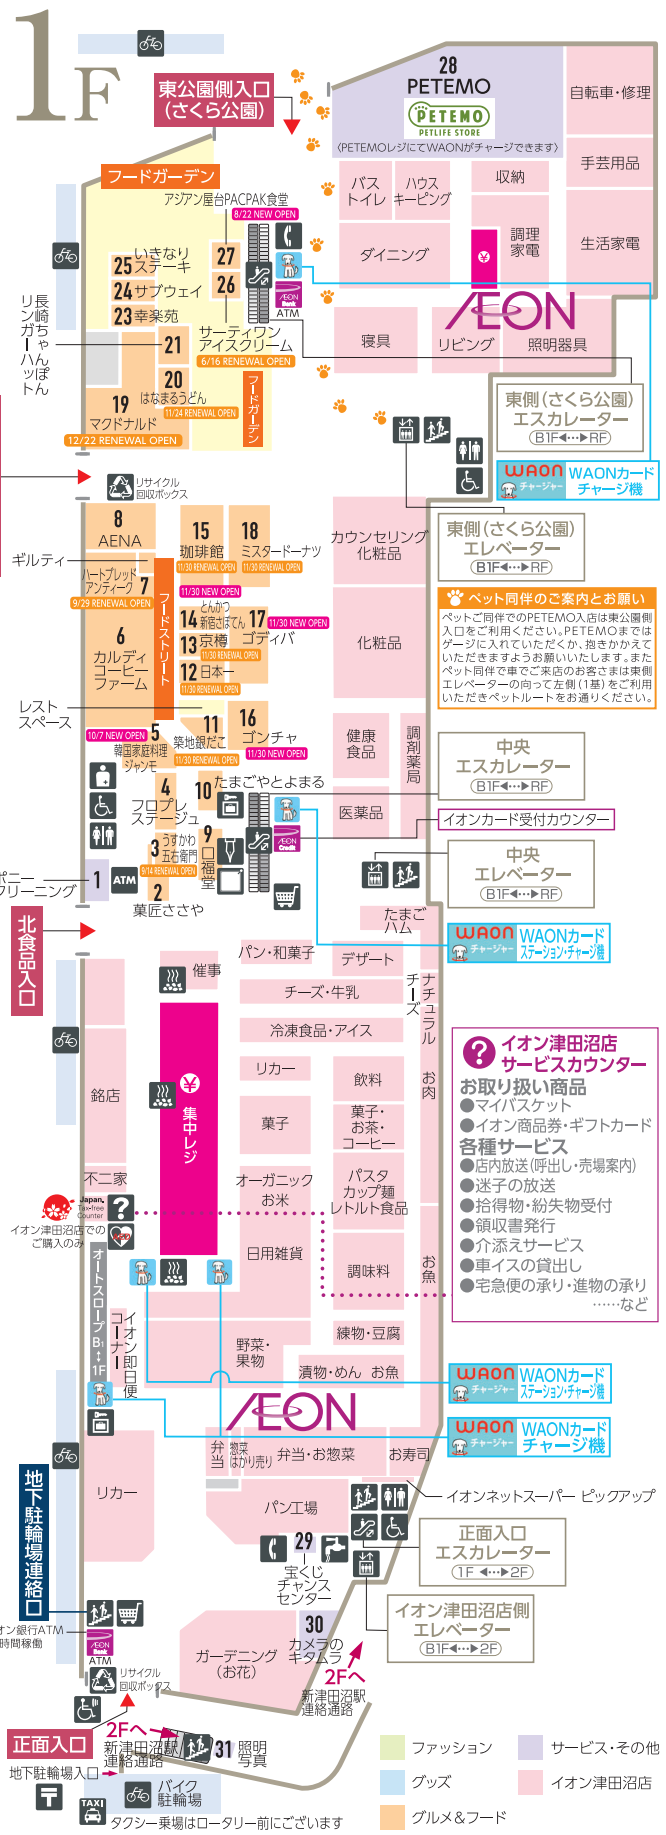 1F
東公園側入口
(さくら公園)
28
PETEMO
PETEMO
PETLIFE STORE
〈PETEMOレジにてWAONがチャージできます〉
自転車・修理
手芸用品
生活家電
フードガーデン
アジアン屋台PACPAK食堂
8/22 NEW OPEN
バス
トイレ
ハウス
キーピング
収納
ダイニング
調理
家電
¥
27
26
いきなり
25 ステーキ
24 サブウェイ
23 幸楽苑
AEON
Bank
ATM
サーティワン
アイスクリーム
6/16 RENEWAL OPEN
長崎ちゃんぽん
リンガーハット
21
20
はなまるうどん
11/24 RENEWAL OPEN
19
マクドナルド
12/22 RENEWAL OPEN
フードガーデン
寝具
リビング
照明器具
AEON
東側(さくら公園)
エスカレーター
B1F◀···▶RF
WAON
チャージャー
WAONカード
チャージ機
東側(さくら公園)
エレベーター
B1F◀···▶RF
リサイクル
回収ボックス
8
AENA
ギルティ
ハートブレッド
アンティーク
7
9/29 RENEWAL OPEN
6
カルディ
コーヒー
ファーム
フードストリート
15
珈琲館
11/30 RENEWAL OPEN
18
ミスタードーナツ
11/30 RENEWAL OPEN
11/30 NEW OPEN
14 とんかつ
新宿さぼてん
11/30 RENEWAL OPEN
13 京樽
11/30 RENEWAL OPEN
12 日本一
11/30 RENEWAL OPEN
17 11/30 NEW OPEN
ゴディバ
カウンセリング
化粧品
化粧品
ペット同伴のご案内とお願い
ペットご同伴でのPETEMO入店は東公園側
入口をご利用ください。PETEMOまでは
ゲージに入れていただくか、抱きかかえて
いただきますようお願いいたします。また
ペット同伴で車でご来店のお客さまは東側
エレベーターの向って左側(1基)をご利用
いただきペットルートをお通りください。
レスト
スペース
10/7 NEW OPEN
5
韓国家庭料理
ジャンモ
11
築地銀だこ
11/30 RENEWAL OPEN
16
ゴンチャ
11/30 NEW OPEN
健康
食品
調剤薬局
医薬品
中央
エスカレーター
B1F◀···▶RF
イオンカード受付カウンター
中央
エレベーター
B1F◀···▶RF
4
フロプレ
ステージュ
10
たまごやとよまる
3 うすかわ
五右衛門
9/14 RENEWAL OPEN
9
口福堂
AEON
Credit
ポニー
クリーニング
1
ATM
2
菓匠ささや
北食品入口
たまご
ハム
WAON
チャージャー
WAONカード
ステーション・チャージ機
パン・和菓子
デザート
催事
チーズ・牛乳
ナチュラル
チーズ
冷凍食品・アイス
¥
集中レジ
リカー
飲料
お肉
菓子
菓子・
お茶・
コーヒー
銘店
不二家
オーガニック
お米
パスタ
カップ麺
レトルト食品
Japan.
Tax-free
Counter
?
イオン津田沼店での
ご購入のみ
AED
日用雑貨
調味料
お魚
?
イオン津田沼店
サービスカウンター
お取り扱い商品
●マイバスケット
●イオン商品券・ギフトカード
各種サービス
●店内放送(呼出し・売場案内)
●迷子の放送
●拾得物・紛失物受付
●領収書発行
●介添えサービス
●車イスの貸出し
●宅急便の承り・進物の承り
……など
オートスロープB1↕1F
イオン即日便
コーナー
野菜・
果物
練物・豆腐
漬物・めん お魚
AEON
WAON
チャージャー
WAONカード
ステーション・チャージ機
WAON
チャージャー
WAONカード
チャージ機
弁当
惣菜
はかり売り
弁当・お惣菜
お寿司
リカー
パン工場
イオンネットスーパー ピックアップ
地下駐輪場連絡口
29
宝くじ
チャンス
センター
正面入口
エスカレーター
1F ◀···▶2F
イオン津田沼店側
エレベーター
B1F◀···▶2F
30
カメラの
キタムラ
ガーデニング
(お花)
2Fへ
新津田沼駅
連絡通路
オン銀行ATM
時間稼働
AEON
Bank
ATM
リサイクル
回収ボックス
正面入口
2Fへ
新津田沼駅
連絡通路
31 照明
写真
地下駐輪場入口
バイク
駐輪場
TAXI
タクシー乗場はロータリー前にございます
ファッション
グッズ
グルメ&フード
サービス・その他
イオン津田沼店